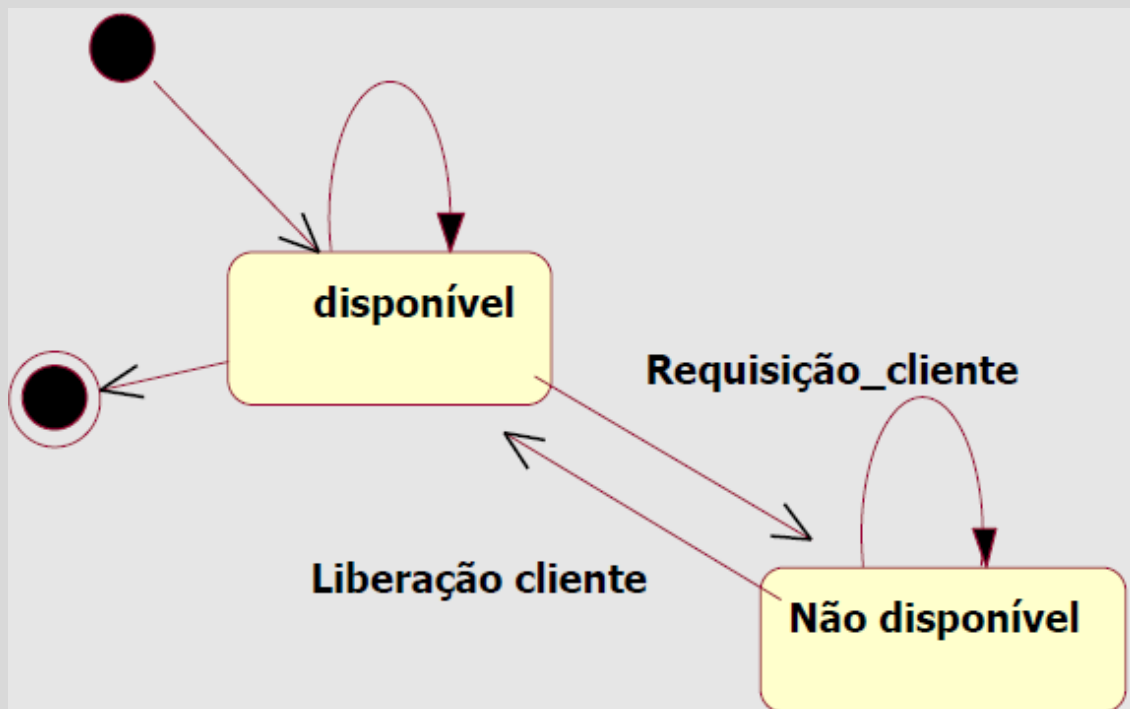 disponível
Requisição_cliente
Liberação cliente
Não disponível